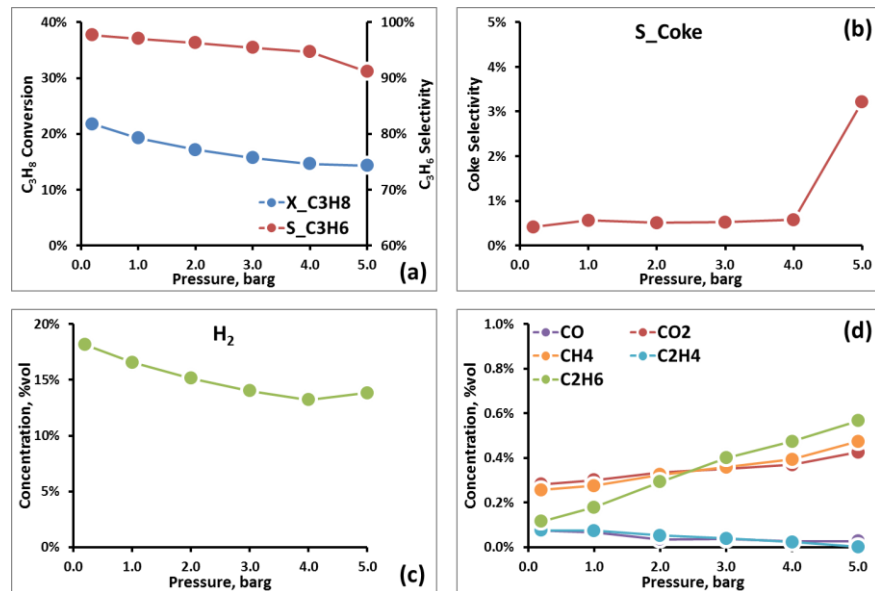 40%
30%
20%
10%
0%
C₃H₈ Conversion
100%
90%
80%
70%
60%
C₃H₆ Selectivity
X_C3H8
S_C3H6
0.0 1.0 2.0 3.0 4.0 5.0
Pressure, barg
(a)
S_Coke
(b)
5%
4%
3%
2%
1%
0%
Coke Selectivity
0.0 1.0 2.0 3.0 4.0 5.0
Pressure, barg
H₂
20%
15%
10%
5%
0%
Concentration, %vol
0.0 1.0 2.0 3.0 4.0 5.0
Pressure, barg
(c)
CO CO2
CH4 C2H4
C2H6
(d)
1.0%
0.8%
0.6%
0.4%
0.2%
0.0%
Concentration, %vol
0.0 1.0 2.0 3.0 4.0 5.0
Pressure, barg